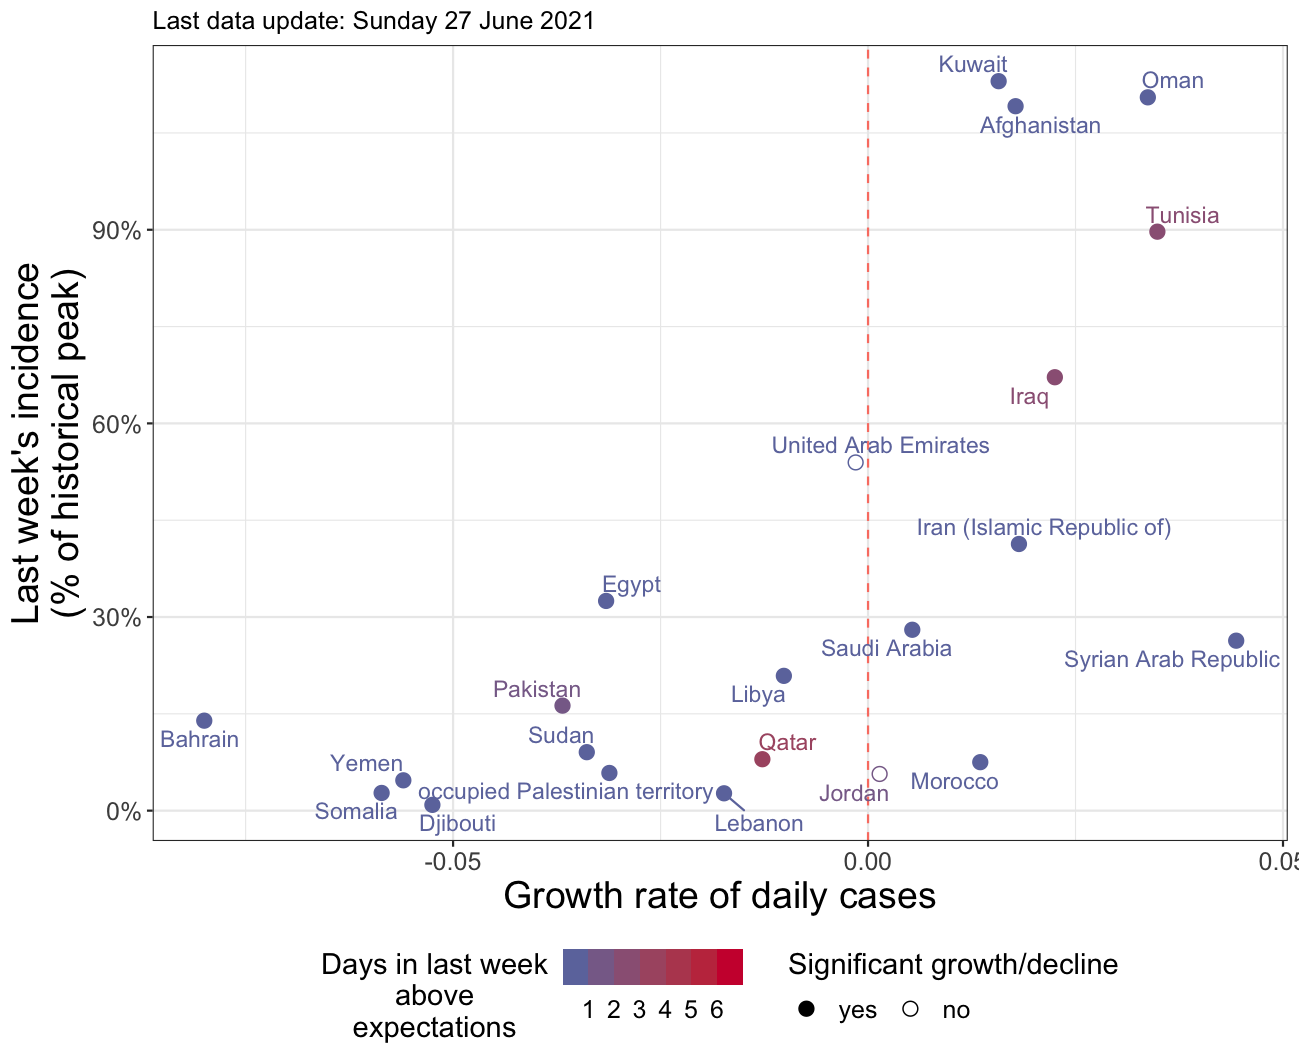 Last data update: Sunday 27 June 2021
Kuwait
Oman
Afghanistan
Tunisia
90%
Iraq
60%
United Arab Emirates
Iran (Islamic Republic of)
Egypt
30%
Saudi Arabia
Syrian Arab Republic
Pakistan
Libya
Bahrain
Sudan
Qatar
Yemen
occupied Palestinian territory
Jordan
Morocco
Somalia
0%
Djibouti
Lebanon
Last week's incidence
(% of historical peak)
-0.05
0.00
0.05
Growth rate of daily cases
Days in last week
above
expectations
1 2 3 4 5 6
Significant growth/decline
yes
no